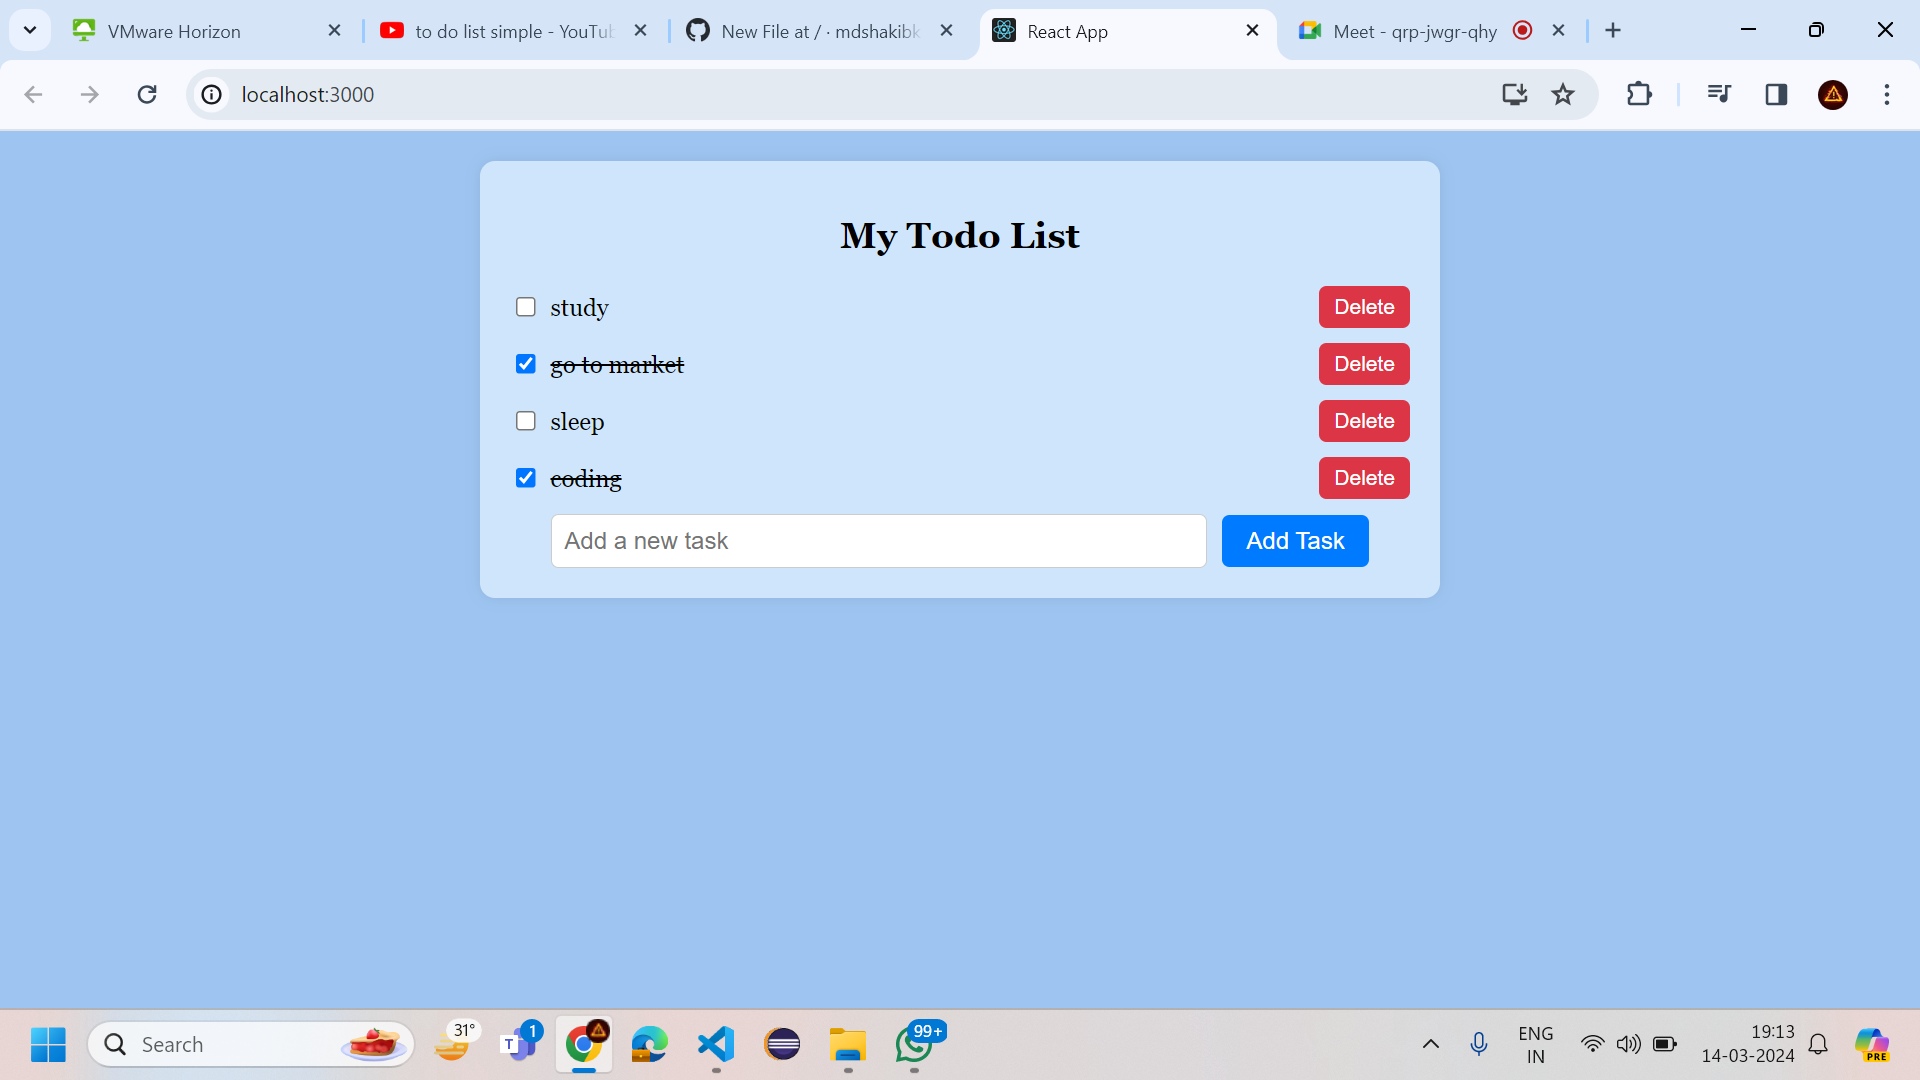 VMware Horizon
to do list simple - YouTu
New File at / · mdshakibk
React App
Meet - qrp-jwgr-qhy
localhost:3000
My Todo List
study
Delete
go to market
Delete
sleep
Delete
coding
Delete
Add a new task
Add Task
Search
31°
T
1
99+
ENG
IN
19:13
14-03-2024
PRE